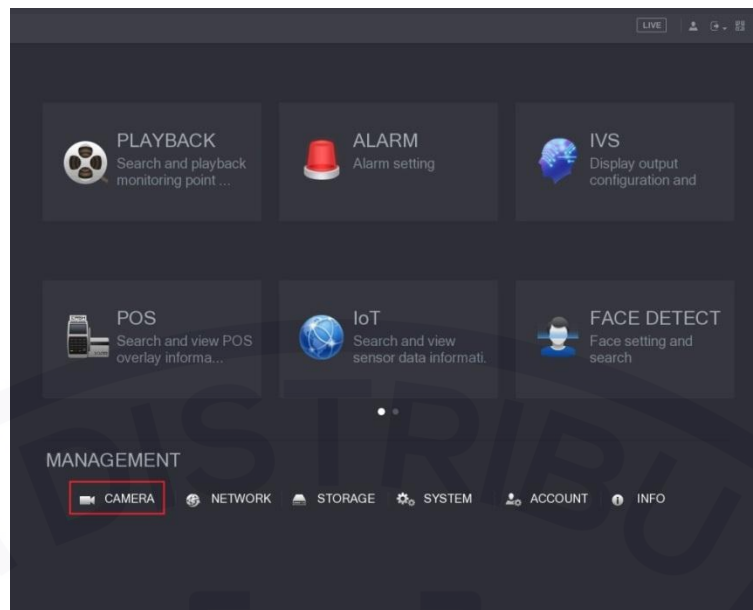 LIVE
PLAYBACK
Search and playback
monitoring point ...
ALARM
Alarm setting
IVS
Display output
configuration and
POS
Search and view POS
overlay informa...
IoT
Search and view
sensor data informati.
FACE DETECT
Face setting and
search
MANAGEMENT
CAMERA
NETWORK
STORAGE
SYSTEM
ACCOUNT
INFO